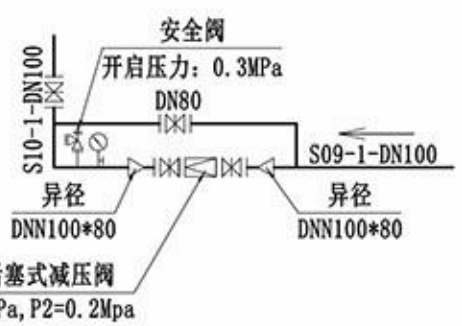 安全阀
开启压力：0.3MPa
DN80
S10-1-DN100
S09-1-DN100
异径
DNN100*80
异径
DNN100*80
塞式减压阀
Pa,P2=0.2Mpa